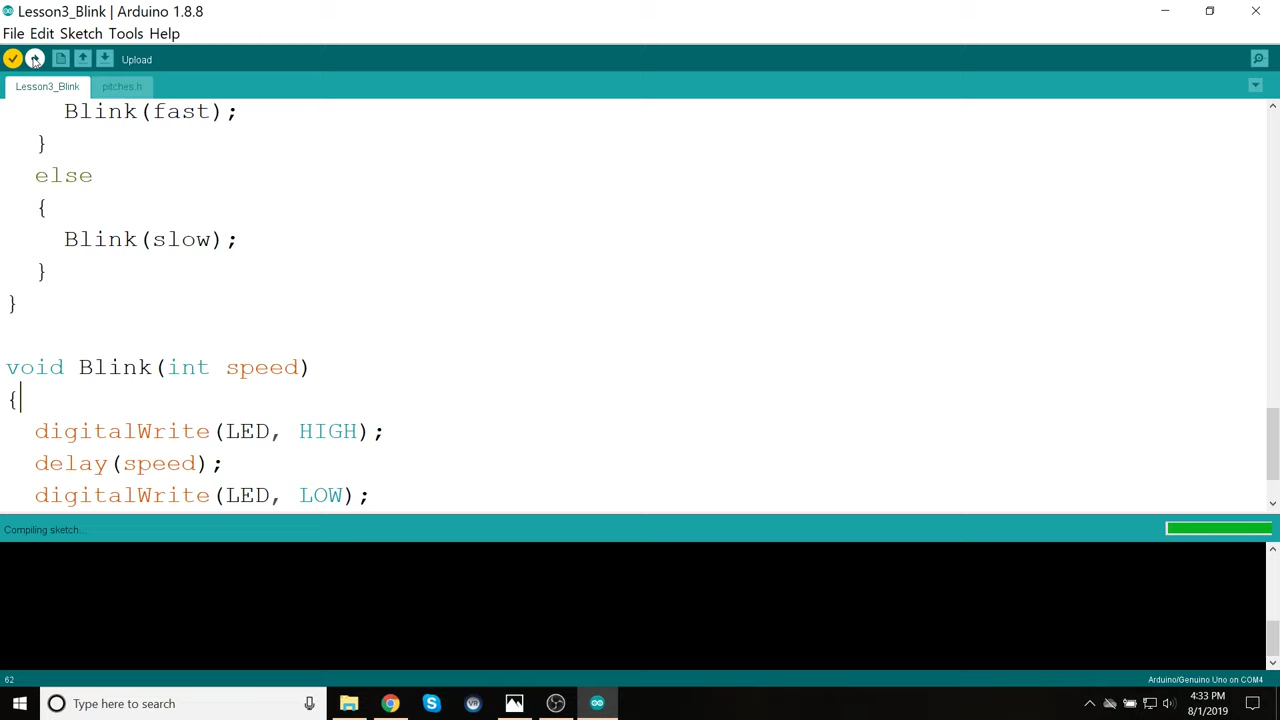 Lesson3_Blink | Arduino 1.8.8
File Edit Sketch Tools Help
Upload
Lesson3_Blink pitches.h
Blink(fast);
}
else
{
Blink(slow);
}
}
void Blink(int speed)
{
digitalWrite(LED, HIGH);
delay(speed);
digitalWrite(LED, LOW);
Compiling sketch...
62 Arduino/Genuino Uno on COM4
Type here to search
4:33 PM
8/1/2019